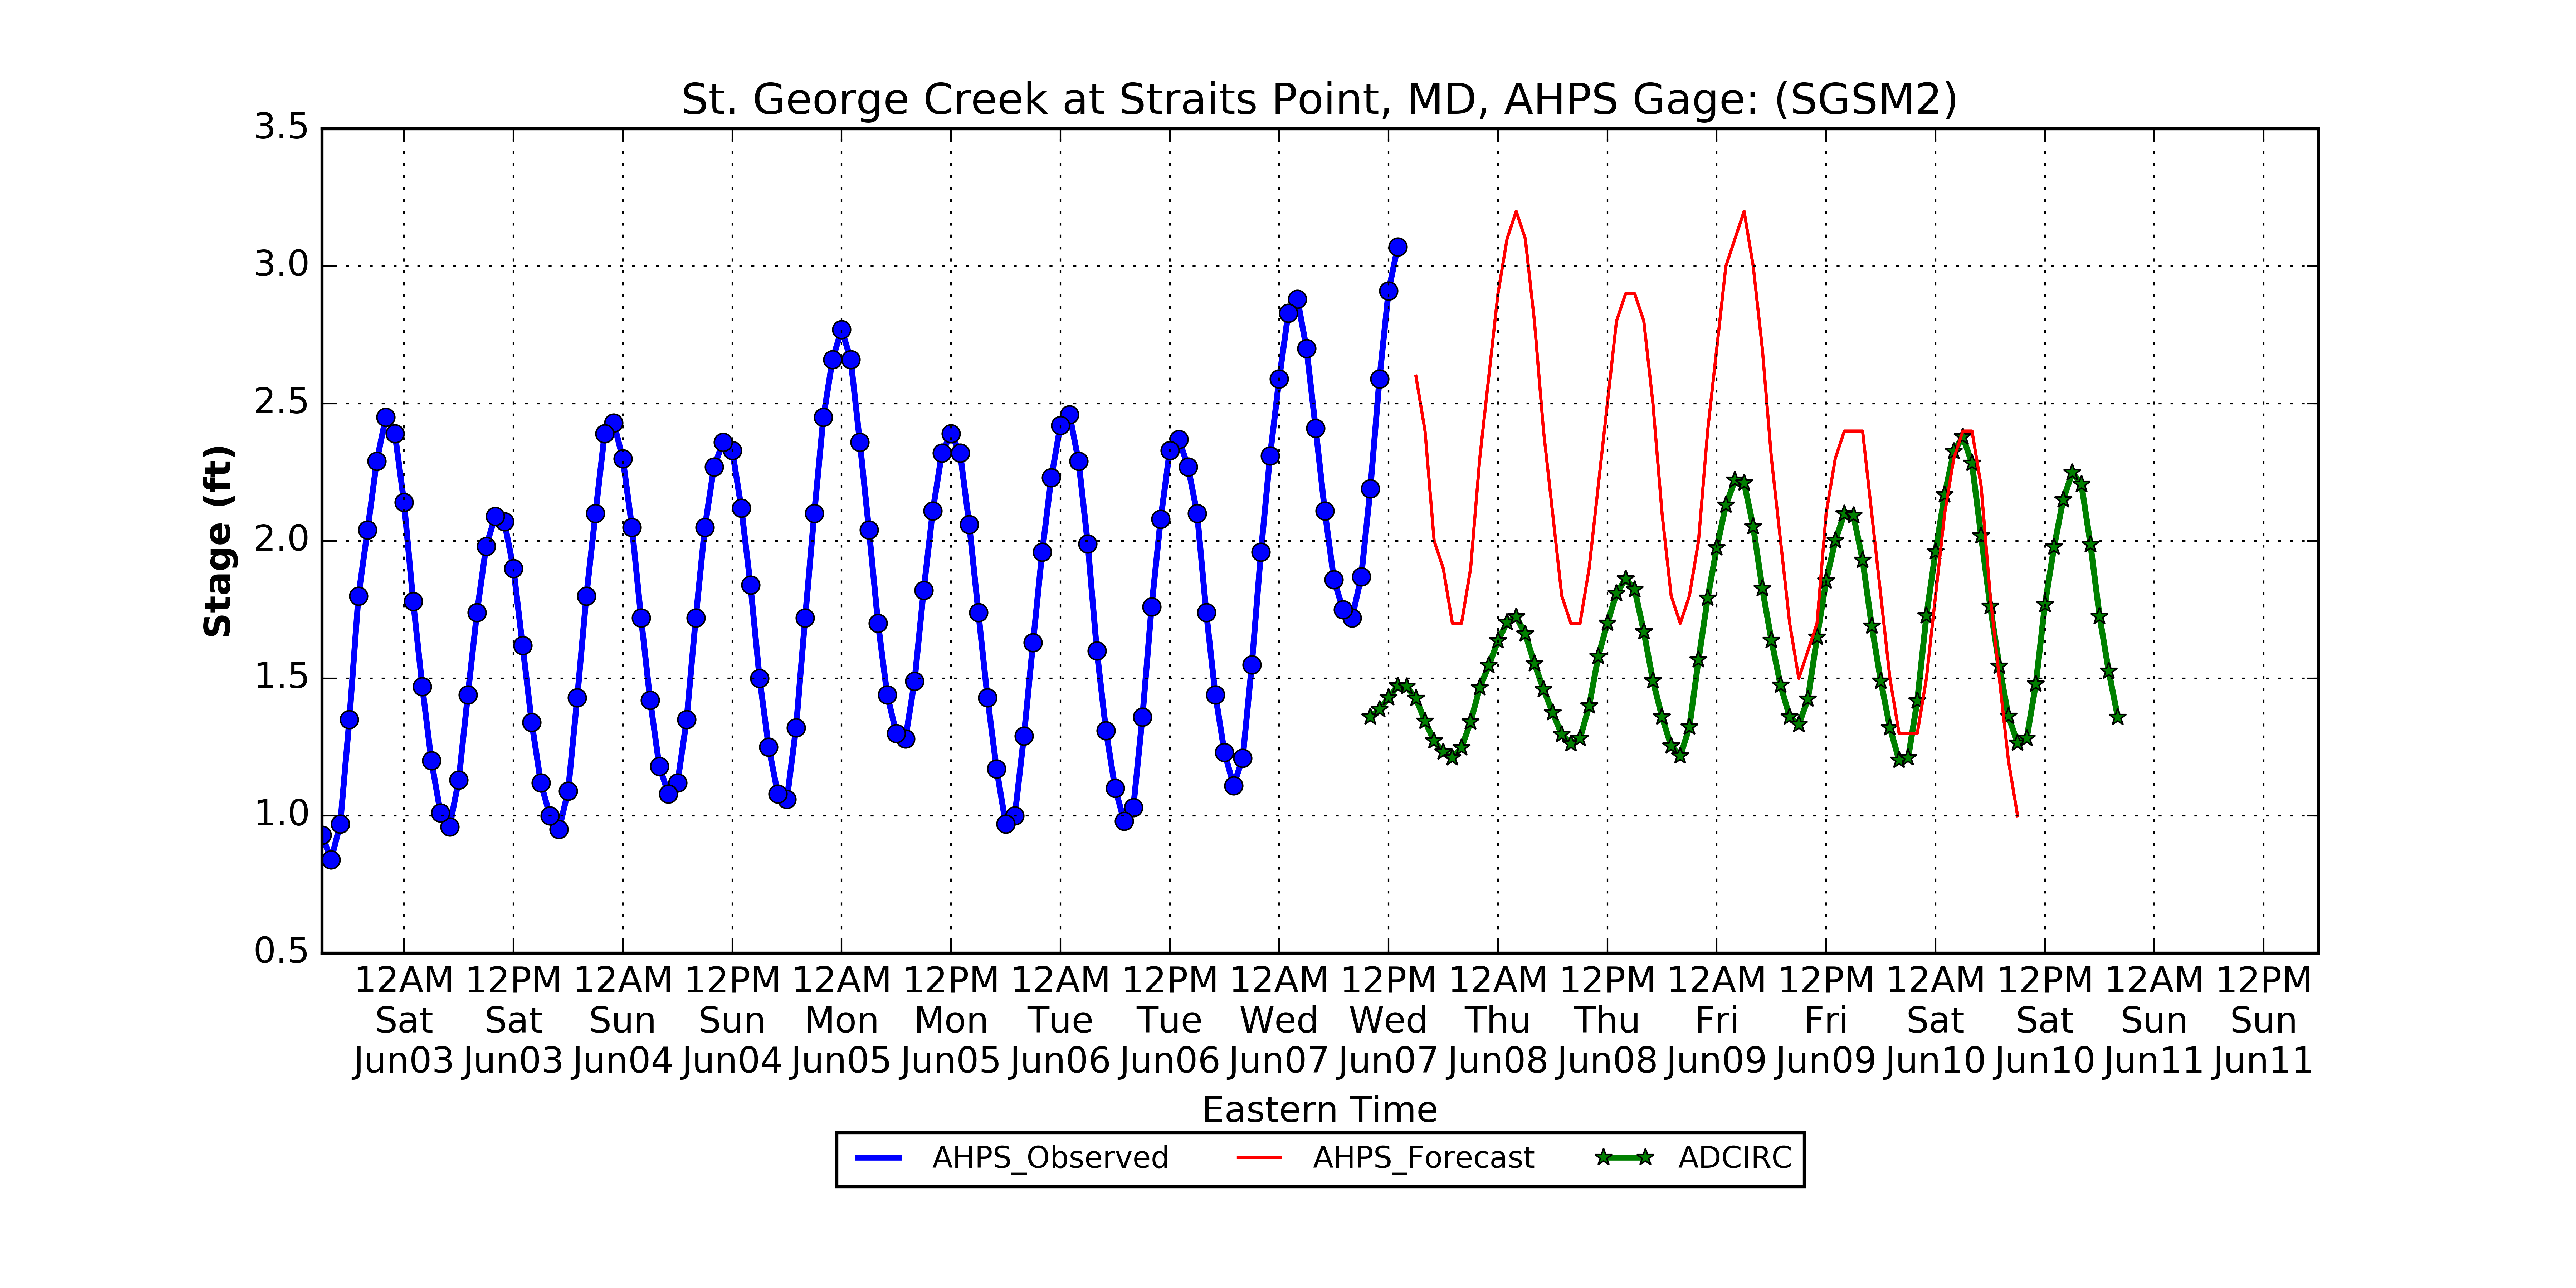 St. George Creek at Straits Point, MD, AHPS Gage: (SGSM2)
3.5
3.0
2.5
2.0
1.5
1.0
0.5
Stage (ft)
12AM 12PM 12AM 12PM 12AM 12PM 12AM 12PM 12AM 12PM 12AM 12PM 12AM 12PM 12AM 12PM 12AM 12PM
Sat Sat Sun Sun Mon Mon Tue Tue Wed Wed Thu Thu Fri Fri Sat Sat Sun Sun
Jun03 Jun03 Jun04 Jun04 Jun05 Jun05 Jun06 Jun06 Jun07 Jun07 Jun08 Jun08 Jun09 Jun09 Jun10 Jun10 Jun11 Jun11
Eastern Time
AHPS_Observed AHPS_Forecast ADCIRC